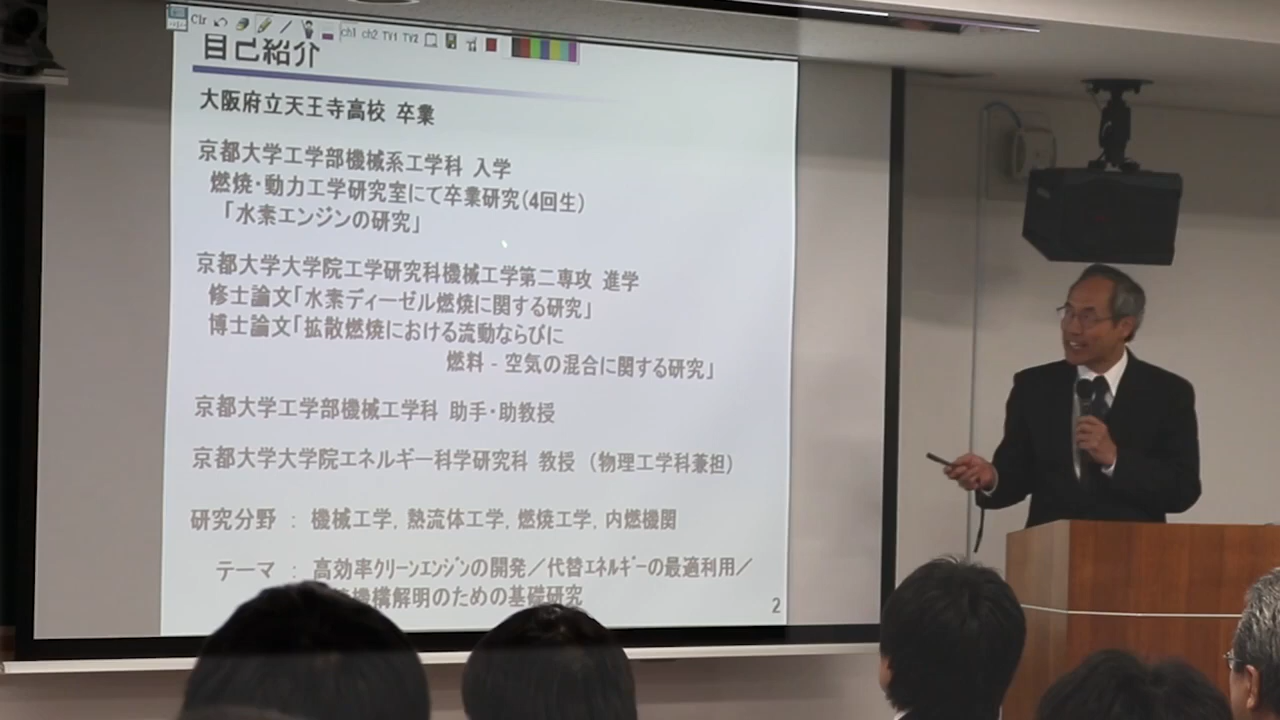 Clr ch1 ch2 TV1 TV2
自己紹介
大阪府立天王寺高校 卒業
京都大学工学部機械系工学科 入学
燃焼・動力工学研究室にて卒業研究(4回生)
「水素エンジンの研究」
京都大学大学院工学研究科機械工学第二専攻 進学
修士論文「水素ディーゼル燃焼に関する研究」
博士論文「拡散燃焼における流動ならびに
燃料 - 空気の混合に関する研究」
京都大学工学部機械工学科 助手・助教授
京都大学大学院エネルギー科学研究科 教授 (物理工学科兼担)
研究分野 : 機械工学, 熱流体工学, 燃焼工学, 内燃機関
テーマ : 高効率クリーンエンジンの開発／代替エネルギーの最適利用／
機構解明のための基礎研究
2